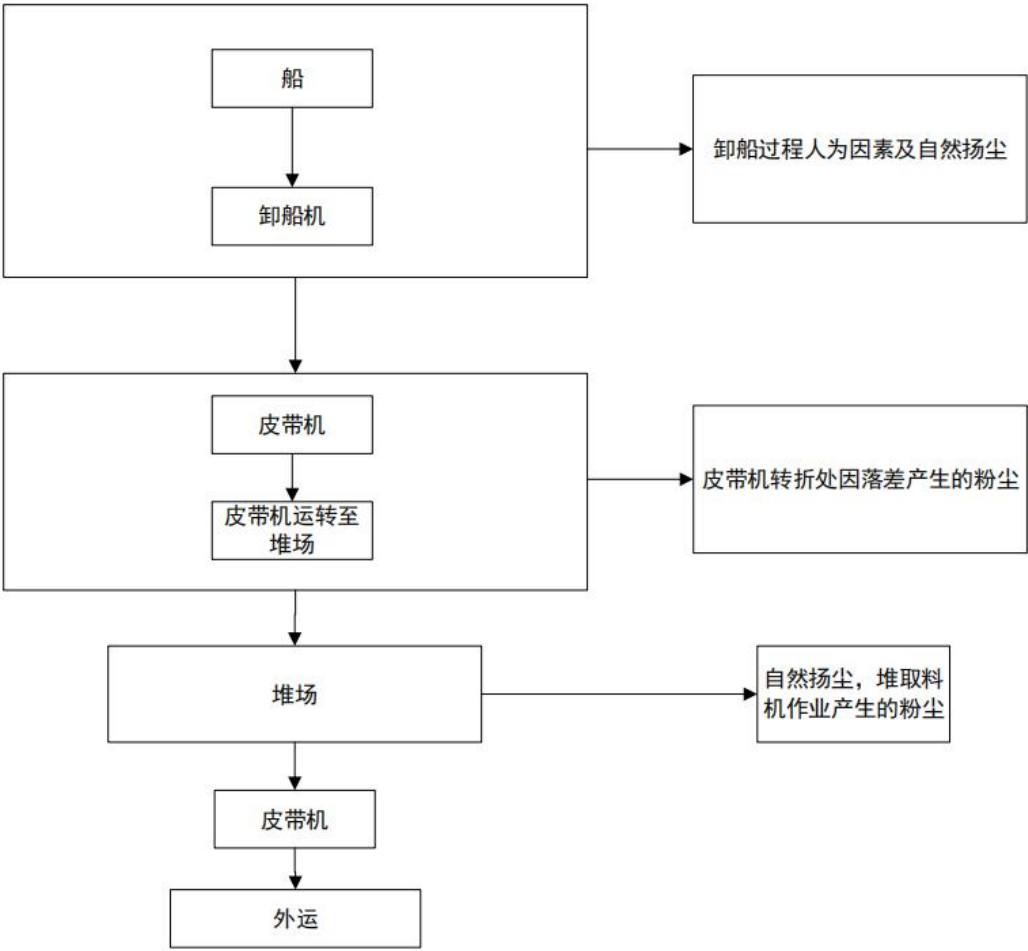 船
卸船过程人为因素及自然扬尘
卸船机
皮带机
皮带机转折处因落差产生的粉尘
皮带机运转至
堆场
堆场
自然扬尘，堆取料
机作业产生的粉尘
皮带机
外运